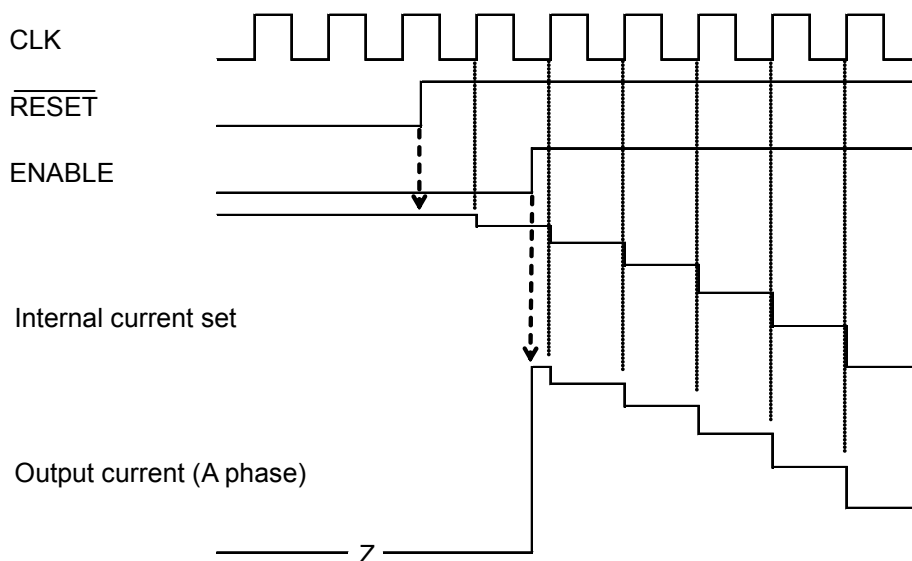 CLK
RESET
ENABLE
Internal current set
Output current (A phase)
Z